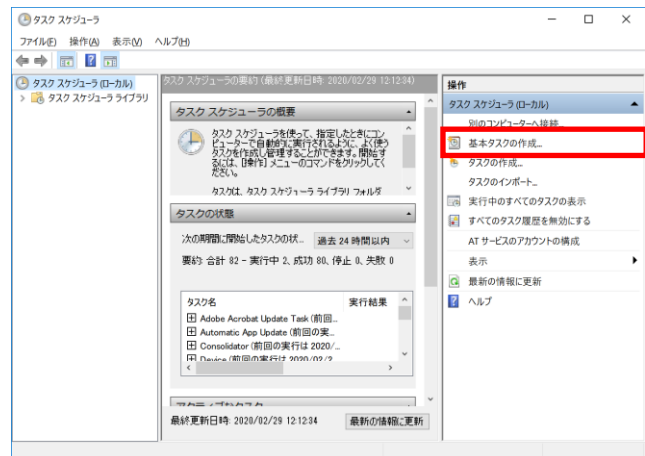 タスク スケジューラ
ファイル(F) 操作(A) 表示(V) ヘルプ(H)
タスク スケジューラ (ローカル)
タスク スケジューラ ライブラリ
タスク スケジューラの要約 (最終更新日時: 2020/02/29 12:12:34)
タスク スケジューラの概要
タスク スケジューラを使って、指定したときにコン
ピューターで自動的に実行されるように、よく使う
タスクを作成し管理することができます。開始す
るには、[操作] メニューのコマンドをクリックしてく
ださい。
タスクは、タスク スケジューラ ライブラリ フォルダ
タスクの状態
次の期間に開始したタスクの状... 過去 24 時間以内
要約: 合計 82 - 実行中 2、成功 80、停止 0、失敗 0
タスク名 実行結果
Adobe Acrobat Update Task (前回...
Automatic App Update (前回の実...
Consolidator (前回の実行は 2020/...
Device (前回の実行は 2020/02/2
アクティブなタスク
最終更新日時: 2020/02/29 12:12:34 最新の情報に更新
操作
タスク スケジューラ (ローカル)
別のコンピューターへ接続...
基本タスクの作成...
タスクの作成...
タスクのインポート...
実行中のすべてのタスクの表示
すべてのタスク履歴を無効にする
AT サービスのアカウントの構成
表示
最新の情報に更新
ヘルプ